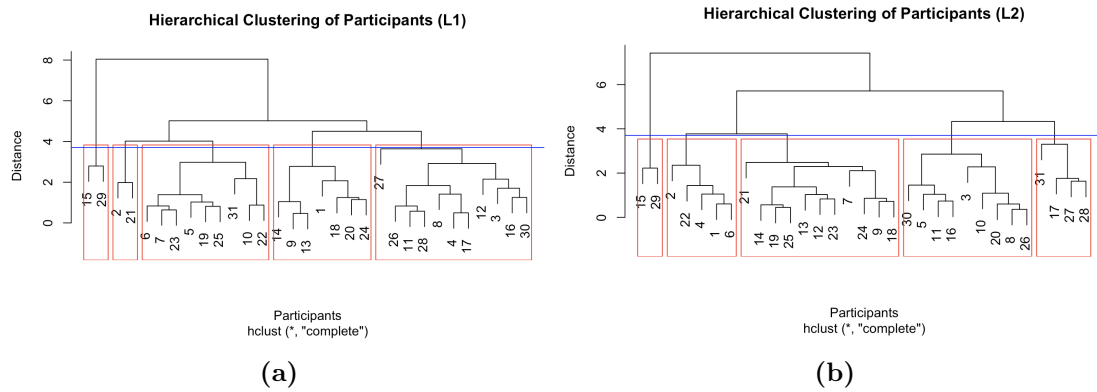 Hierarchical Clustering of Participants (L1)
Distance
8
6
4
2
0
15 29 2 21 6 7 23 5 19 25 31 10 22 14 9 13 1 18 20 24 27 26 11 28 8 4 17 12 3 16 30
Participants
hclust (*, "complete")
(a)
Hierarchical Clustering of Participants (L2)
Distance
6
4
2
0
15 29 2 22 4 1 6 21 14 19 25 13 12 23 7 24 9 18 30 5 11 16 3 10 20 8 26 31 17 27 28
Participants
hclust (*, "complete")
(b)